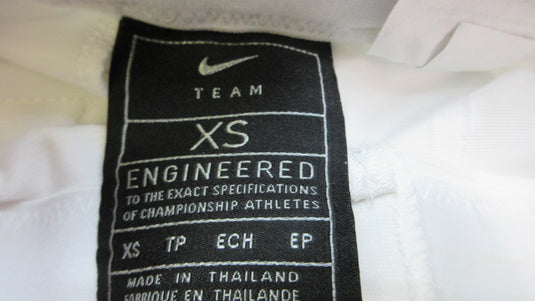 TEAM
XS
ENGINEERED
TO THE EXACT SPECIFICATIONS
OF CHAMPIONSHIP ATHLETES
XS TP ECH EP
MADE IN THAILAND
FABRIQUÉ EN THAILANDE